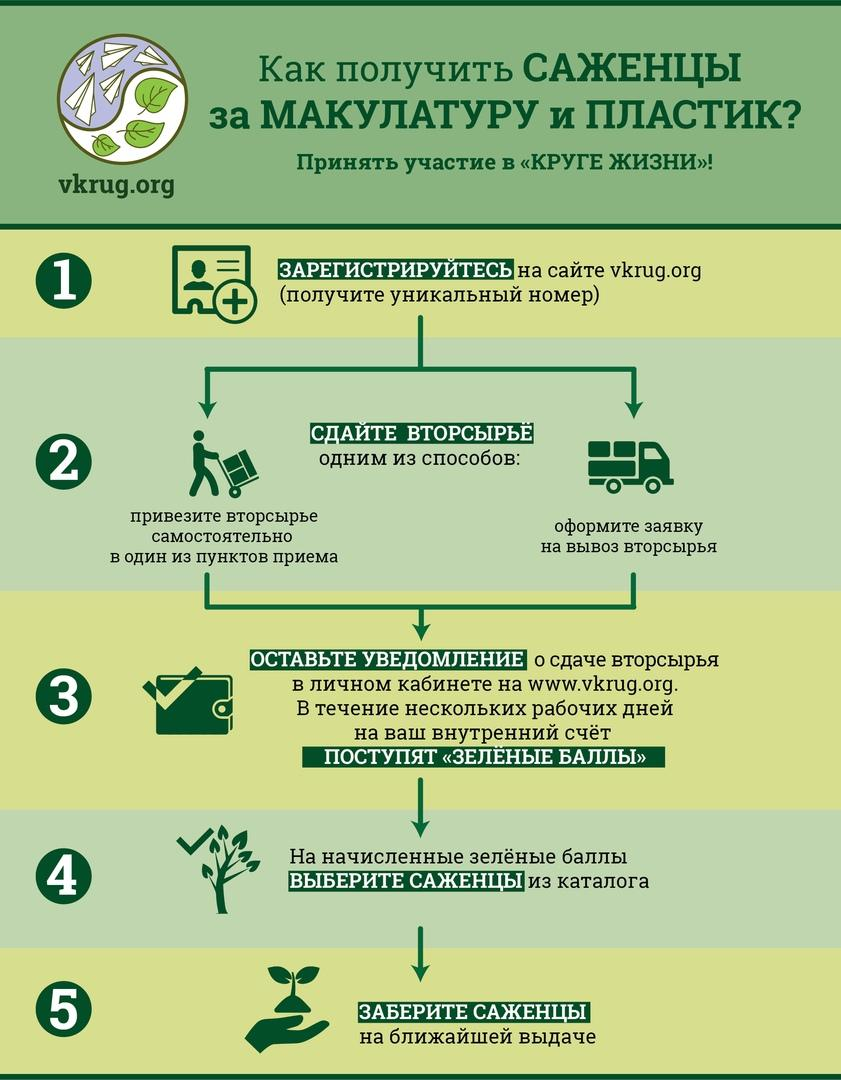 Как получить САЖЕНЦЫ
за МАКУЛАТУРУ и ПЛАСТИК?
Принять участие в «КРУГЕ ЖИЗНИ»!
vkrug.org
1
ЗАРЕГИСТРИРУЙТЕСЬ на сайте vkrug.org
(получите уникальный номер)
2
СДАЙТЕ ВТОРСЫРЬЁ
одним из способов:
привезите вторсырье
самостоятельно
в один из пунктов приема
оформите заявку
на вывоз вторсырья
3
ОСТАВЬТЕ УВЕДОМЛЕНИЕ о сдаче вторсырья
в личном кабинете на www.vkrug.org.
В течение нескольких рабочих дней
на ваш внутренний счёт
ПОСТУПЯТ «ЗЕЛЁНЫЕ БАЛЛЫ»
4
На начисленные зелёные баллы
ВЫБЕРИТЕ САЖЕНЦЫ из каталога
5
ЗАБЕРИТЕ САЖЕНЦЫ
на ближайшей выдаче